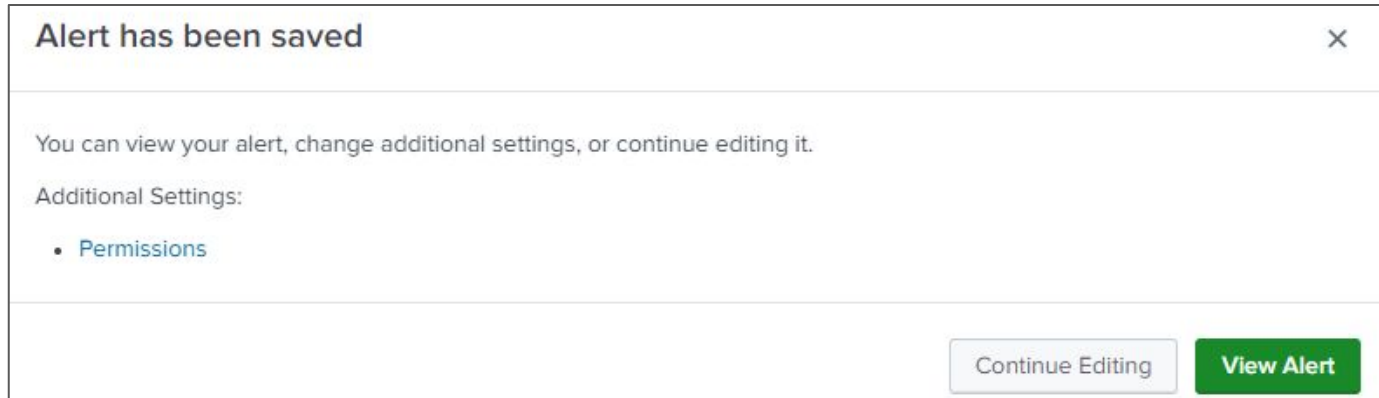 Alert has been saved
You can view your alert, change additional settings, or continue editing it.
Additional Settings:
• Permissions
Continue Editing
View Alert